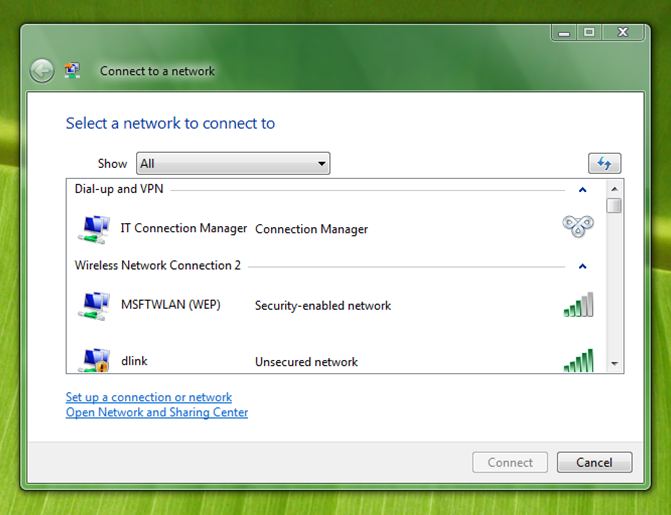 Connect to a network
Select a network to connect to
Show All
Dial-up and VPN
IT Connection Manager Connection Manager
Wireless Network Connection 2
MSFTWLAN (WEP) Security-enabled network
dlink Unsecured network
Set up a connection or network
Open Network and Sharing Center
Connect Cancel